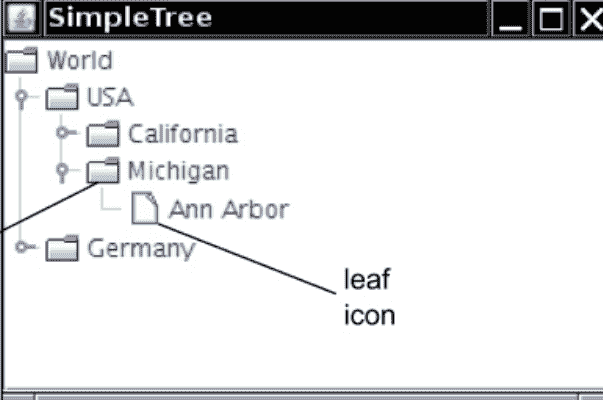 SimpleTree
World
USA
California
Michigan
Ann Arbor
Germany
leaf
icon